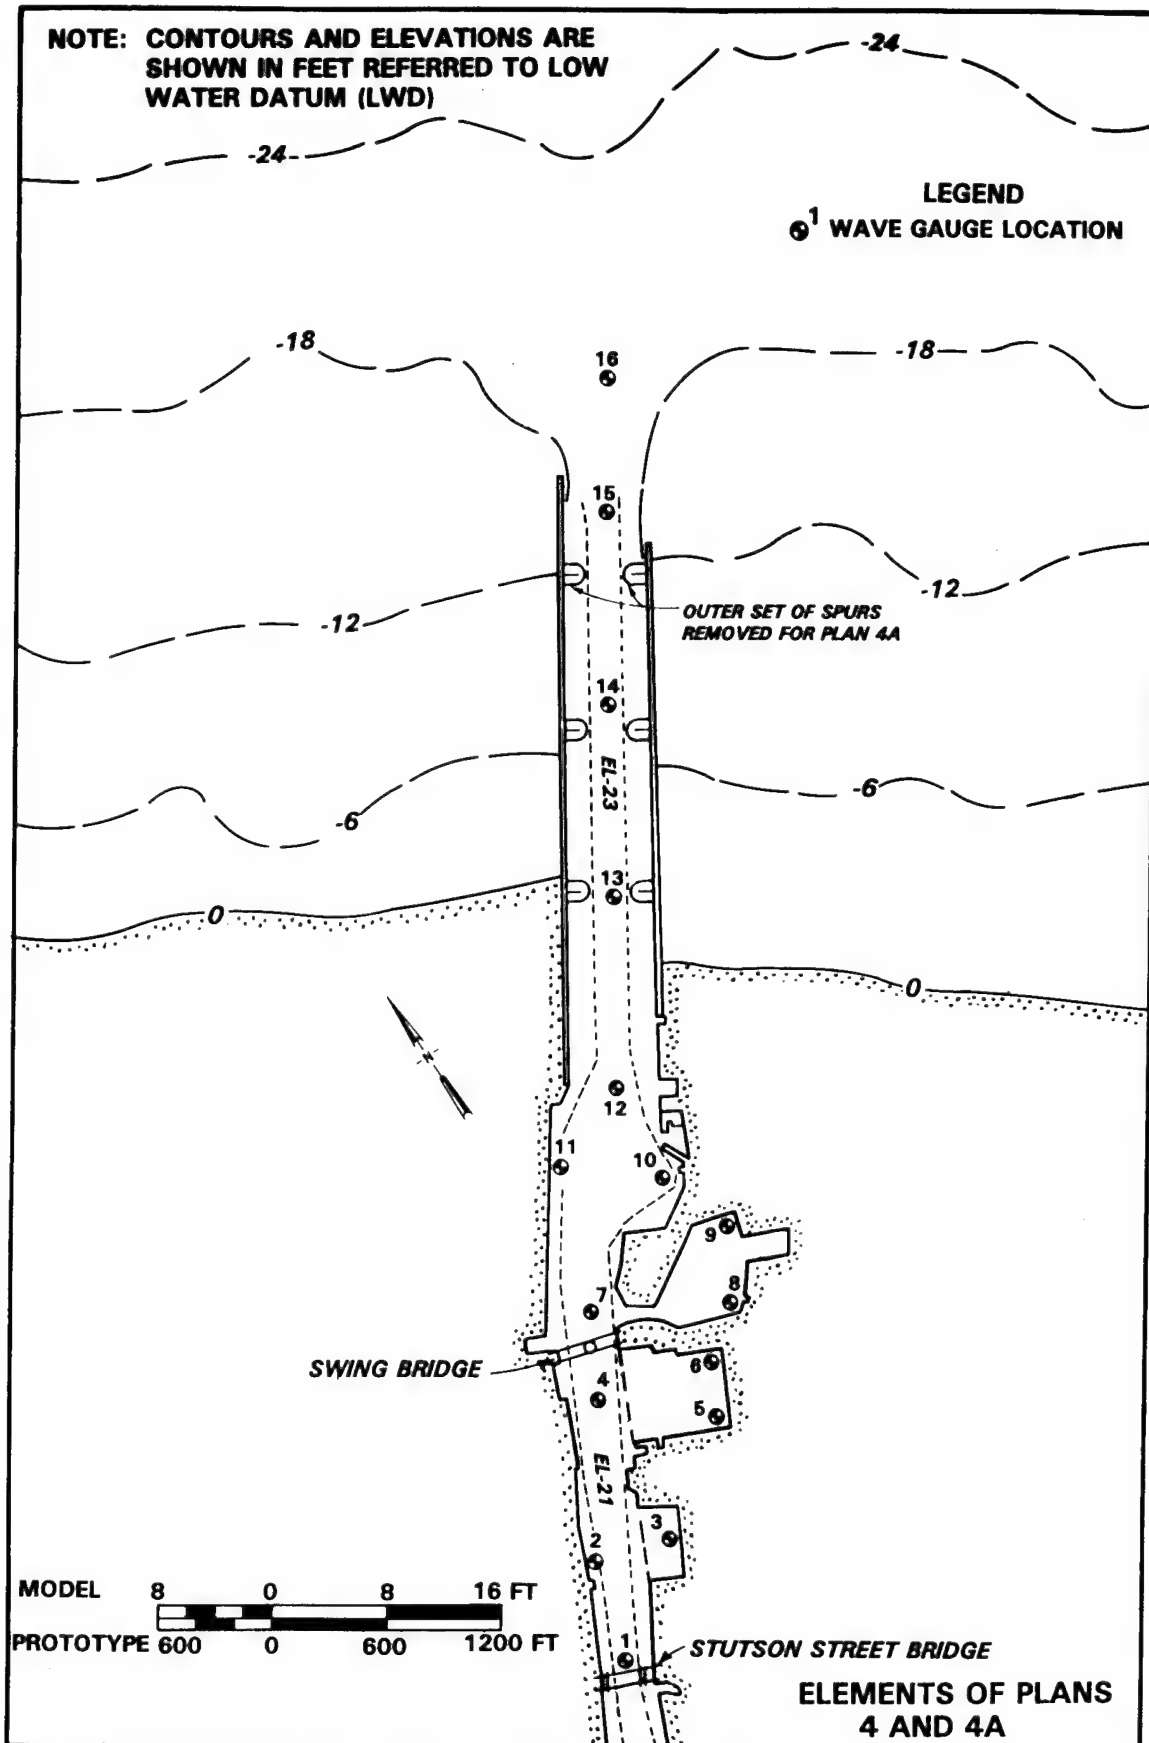 NOTE: CONTOURS AND ELEVATIONS ARE
SHOWN IN FEET REFERRED TO LOW
WATER DATUM (LWD)
-24
-24
LEGEND
1 WAVE GAUGE LOCATION
-18
-18
16
15
-12
-12
OUTER SET OF SPURS
REMOVED FOR PLAN 4A
14
EL-23
-6
-6
13
0
0
N
12
11
10
9
8
7
SWING BRIDGE
6
4
5
EL-21
3
2
MODEL 8 0 8 16 FT
PROTOTYPE 600 0 600 1200 FT
1
STUTSON STREET BRIDGE
ELEMENTS OF PLANS
4 AND 4A